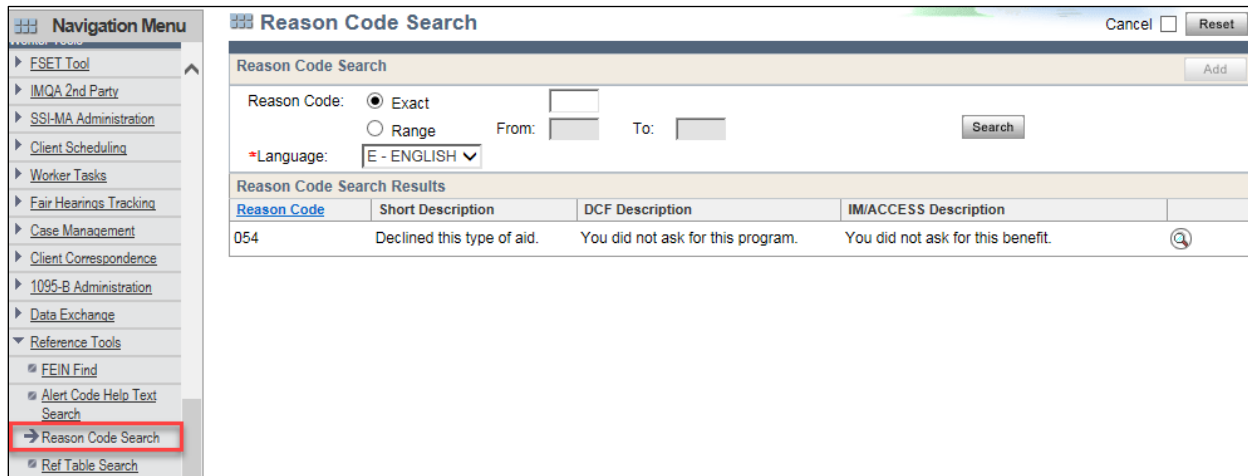 Navigation Menu
Worker Tools
FSET Tool
IMQA 2nd Party
SSI-MA Administration
Client Scheduling
Worker Tasks
Fair Hearings Tracking
Case Management
Client Correspondence
1095-B Administration
Data Exchange
Reference Tools
FEIN Find
Alert Code Help Text
Search
Reason Code Search
Ref Table Search
Reason Code Search Cancel Reset
Reason Code Search Add
Reason Code: Exact
Range From: To: Search
*Language: E - ENGLISH
Reason Code Search Results
Reason Code Short Description DCF Description IM/ACCESS Description
054 Declined this type of aid. You did not ask for this program. You did not ask for this benefit.